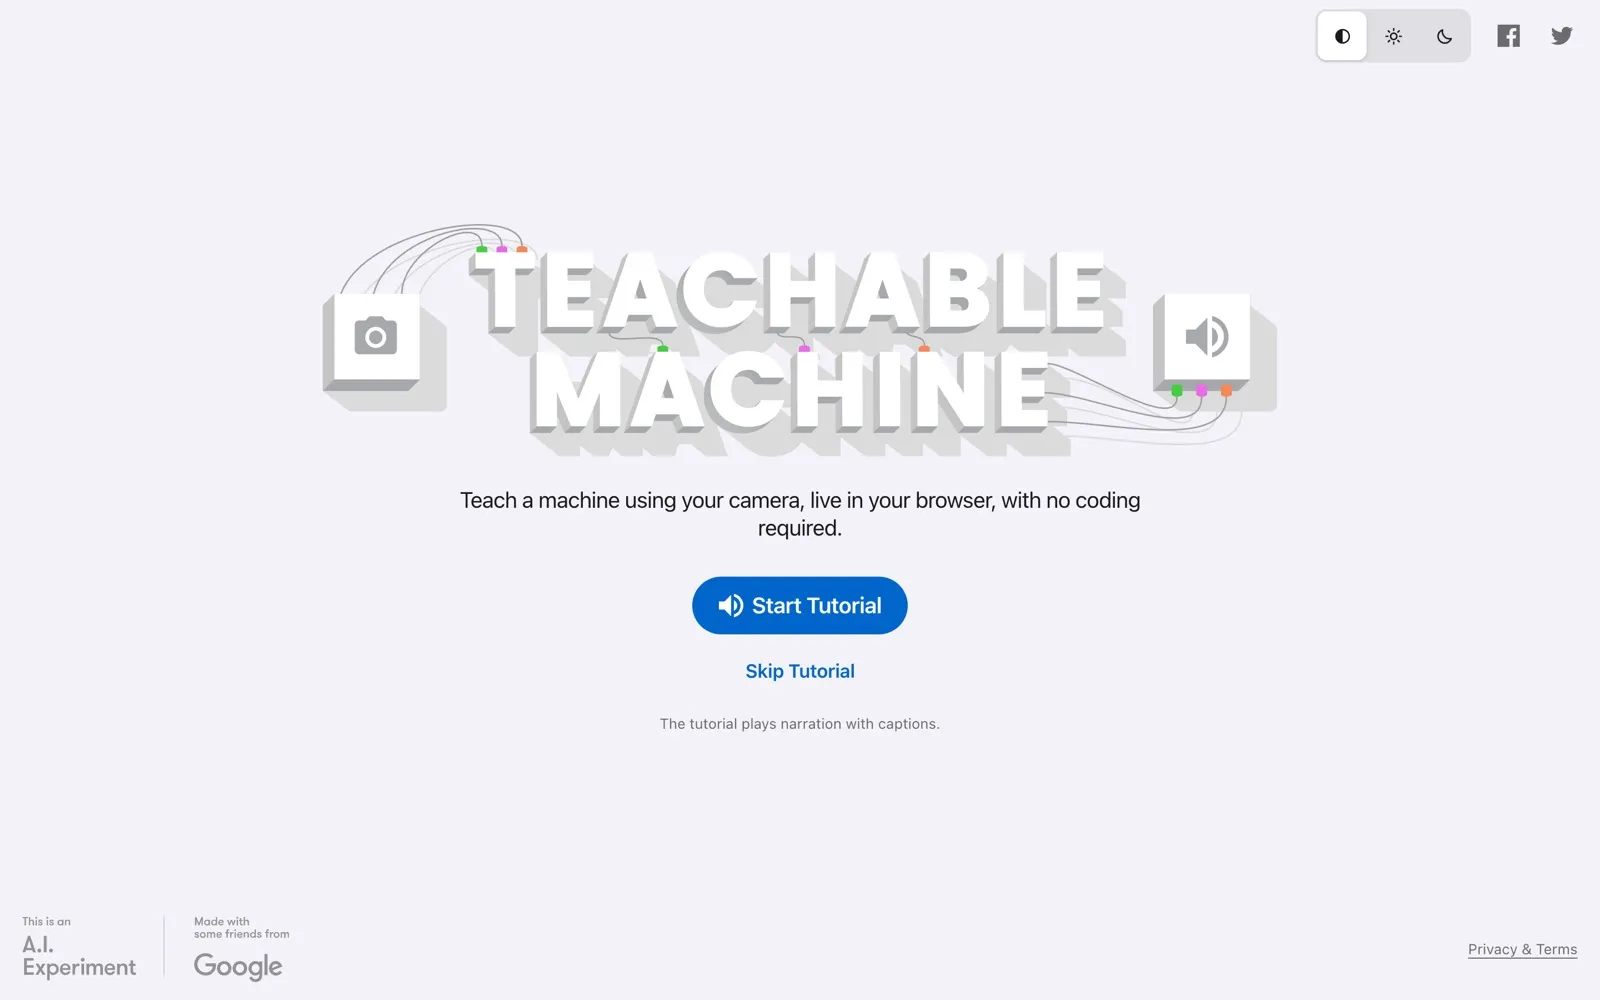 TEACHABLE
MACHINE
Teach a machine using your camera, live in your browser, with no coding
required.
Start Tutorial
Skip Tutorial
The tutorial plays narration with captions.
This is an
A.I.
Experiment
Made with
some friends from
Google
Privacy & Terms